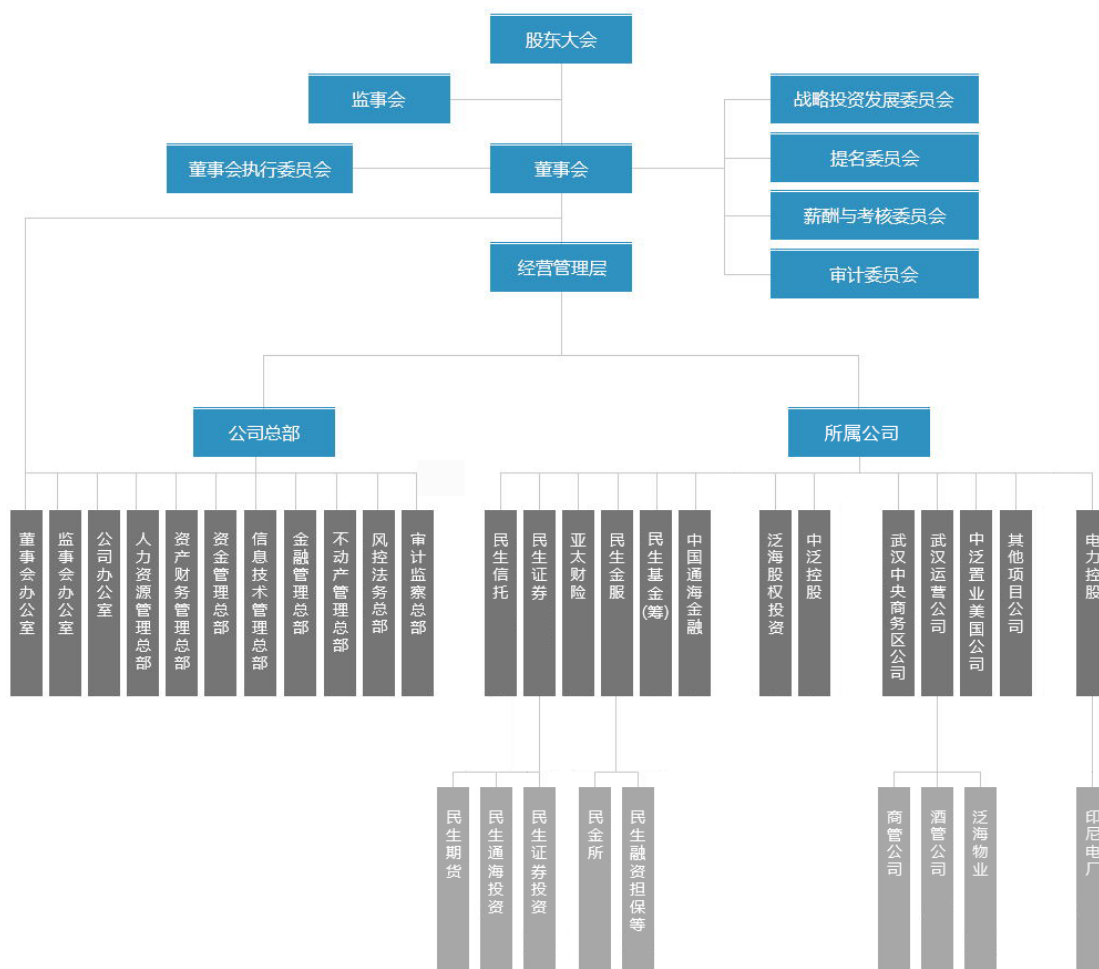 股东大会
监事会
战略投资发展委员会
董事会执行委员会
董事会
提名委员会
薪酬与考核委员会
经营管理层
审计委员会
公司总部
所属公司
董事会办公室
监事会办公室
公司办公室
人力资源管理总部
资产财务管理总部
资金管理总部
信息技术管理总部
金融管理总部
不动产管理总部
风控法务总部
审计监察总部
民生信托
民生证券
亚太财险
民生金服
民生基金(筹)
中国通海金融
泛海股权投资
中泛控股
武汉中央商务区公司
武汉运营公司
中泛置业美国公司
其他项目公司
电力控股
民生期货
民生通海投资
民生证券投资
民金所
民生融资担保等
商管公司
酒管公司
泛海物业
印尼电厂